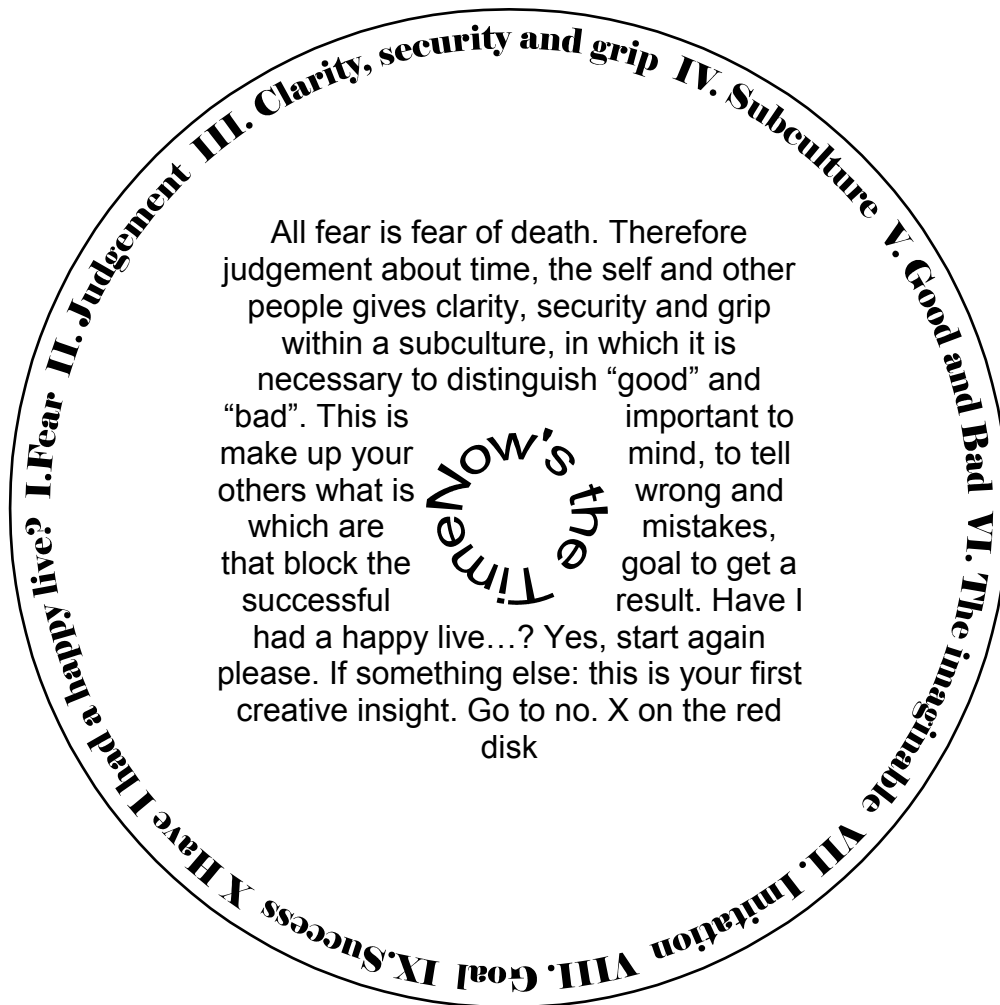 I.Fear II. Judgement III. Clarity, security and grip IV. Subculture V. Good and Bad VI. The imaginable VII. Imitation VIII. Goal IX.Success X Have I had a happy live?
All fear is fear of death. Therefore
judgement about time, the self and other
people gives clarity, security and grip
within a subculture, in which it is
necessary to distinguish “good” and
“bad”. This is important to
make up your mind, to tell
others what is wrong and
which are mistakes,
that block the goal to get a
successful result. Have I
had a happy live…? Yes, start again
please. If something else: this is your first
creative insight. Go to no. X on the red
disk
Now's the Time